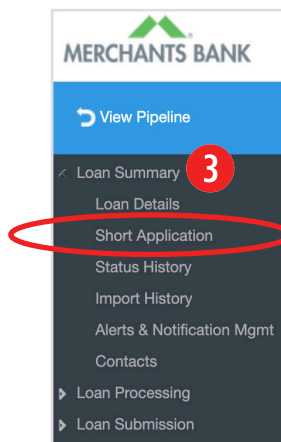 MERCHANTS BANK
View Pipeline
Loan Summary 3
Loan Details
Short Application
Status History
Import History
Alerts & Notification Mgmt
Contacts
Loan Processing
Loan Submission